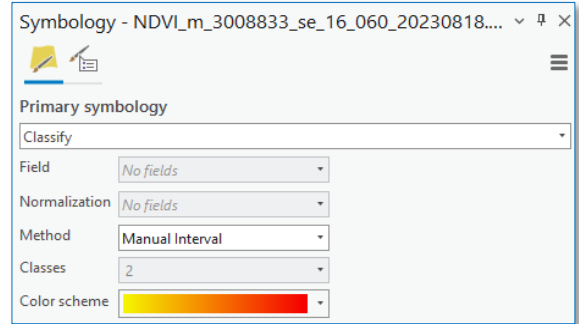 Symbology - NDVI_m_3008833_se_16_060_20230818....
Primary symbology
Classify
Field No fields
Normalization No fields
Method Manual Interval
Classes 2
Color scheme